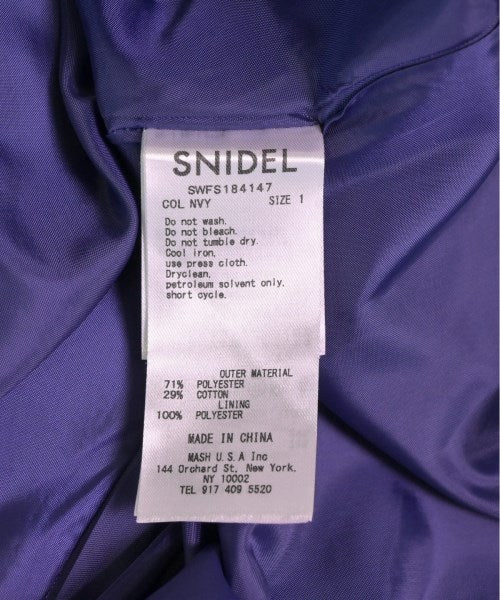 SNIDEL
SWFS184147
COL NVY SIZE 1
Do not wash.
Do not bleach.
Do not tumble dry.
Cool iron.
use press cloth.
Dryclean.
petroleum solvent only.
short cycle.
OUTER MATERIAL
71% POLYESTER
29% COTTON
LINING
100% POLYESTER
MADE IN CHINA
MASH U.S.A Inc
144 Orchard St. New York.
NY 10002
TEL 917 409 5520